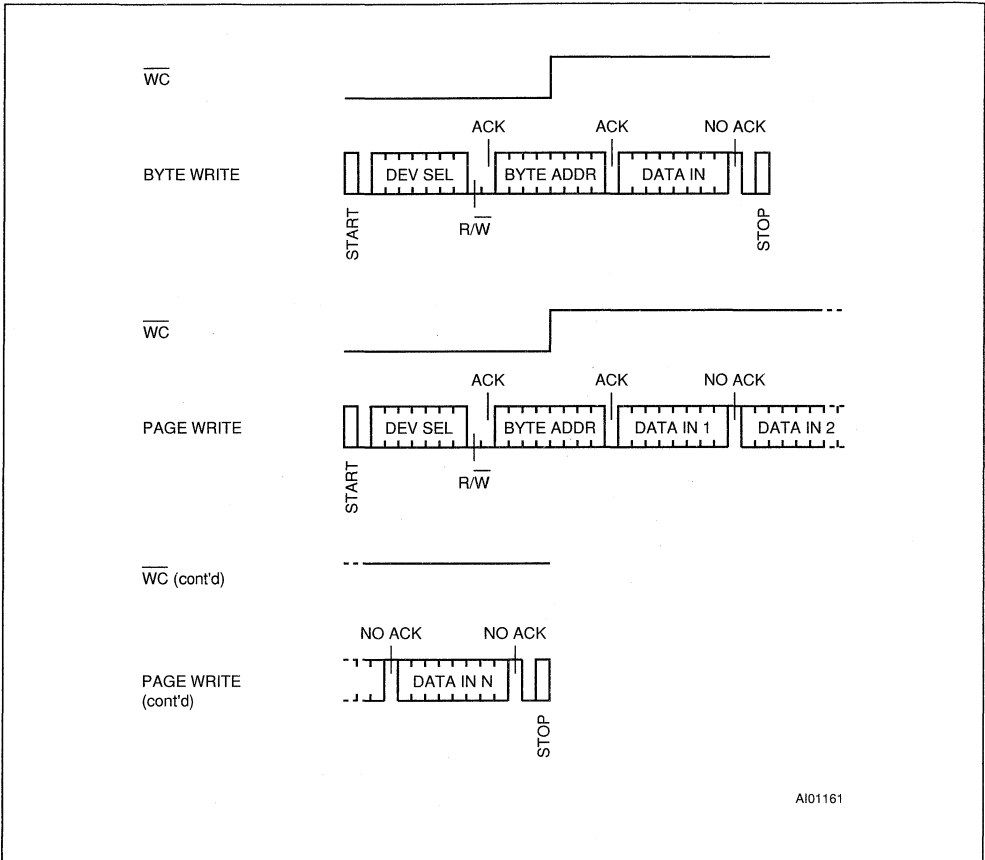 WC
ACK ACK NO ACK
BYTE WRITE DEV SEL BYTE ADDR DATA IN
R/W
START STOP
WC
ACK ACK NO ACK
PAGE WRITE DEV SEL BYTE ADDR DATA IN 1 DATA IN 2
R/W
START
WC (cont'd)
NO ACK NO ACK
PAGE WRITE DATA IN N
(cont'd)
STOP
AI01161